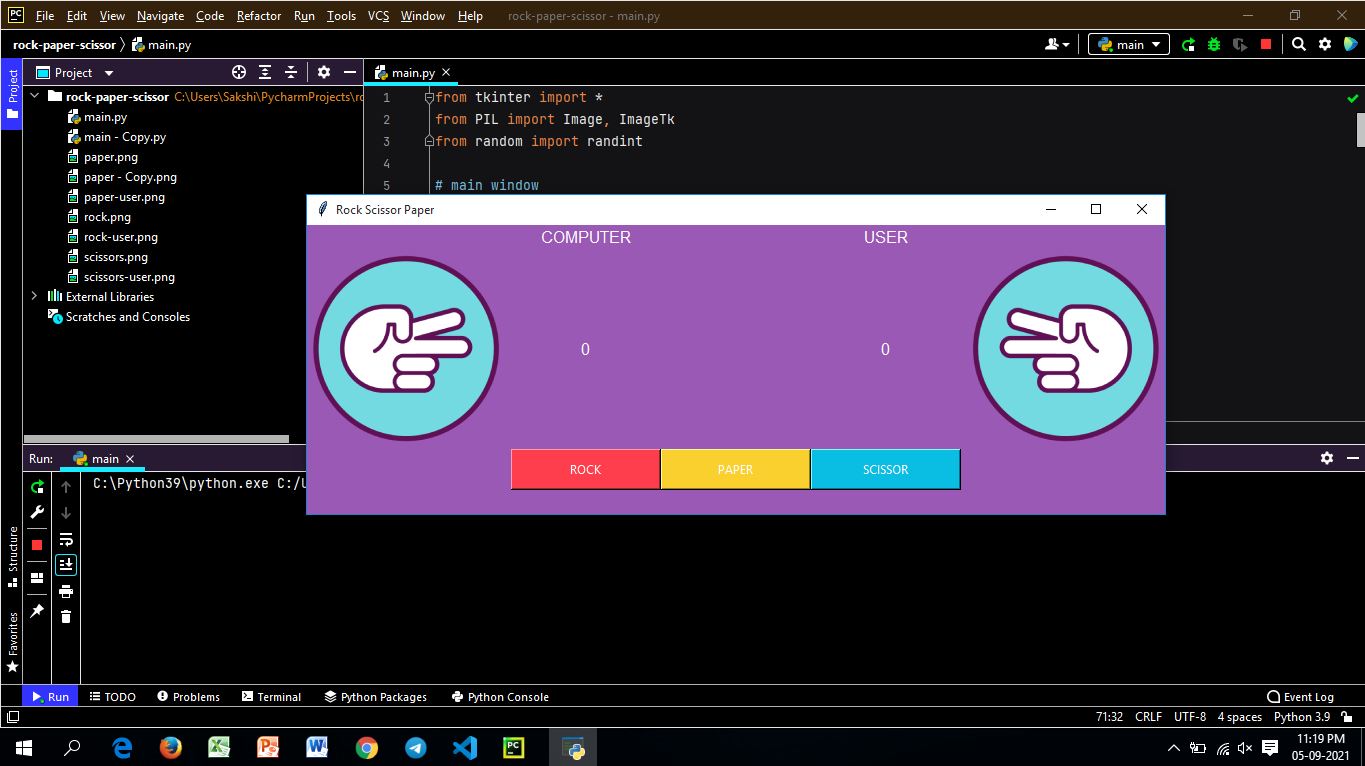 PC File Edit View Navigate Code Refactor Run Tools VCS Window Help rock-paper-scissor - main.py
rock-paper-scissor main.py main
Project main.py
Project
rock-paper-scissor C:\Users\Sakshi\PycharmProjects\ro
main.py
main - Copy.py
paper.png
paper - Copy.png
paper-user.png
rock.png
rock-user.png
scissors.png
scissors-user.png
External Libraries
Scratches and Consoles
1 from tkinter import *
2 from PIL import Image, ImageTk
3 from random import randint
4
5 # main window
Rock Scissor Paper
COMPUTER USER
0 0
ROCK PAPER SCISSOR
Run: main
C:\Python39\python.exe C:/U
Structure
Favorites
Run TODO Problems Terminal Python Packages Python Console Event Log
71:32 CRLF UTF-8 4 spaces Python 3.9
PC
11:19 PM
05-09-2021